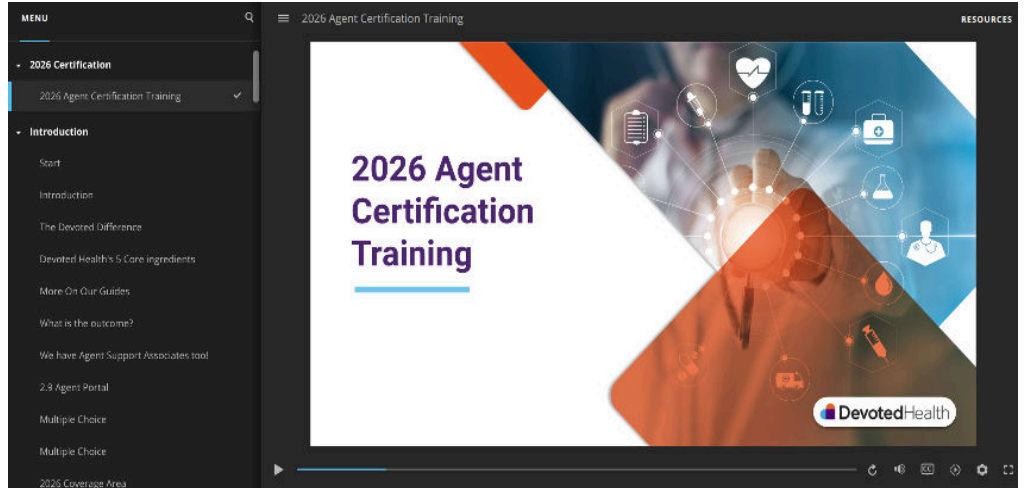 MENU
2026 Certification
2026 Agent Certification Training
Introduction
Start
Introduction
The Devoted Difference
Devoted Health's 5 Core ingredients
More On Our Guides
What is the outcome?
We have Agent Support Associates tool
2.9 Agent Portal
Multiple Choice
Multiple Choice
2026 Coverage Area
2026 Agent Certification Training
RESOURCES
2026 Agent
Certification
Training
DevotedHealth
CC